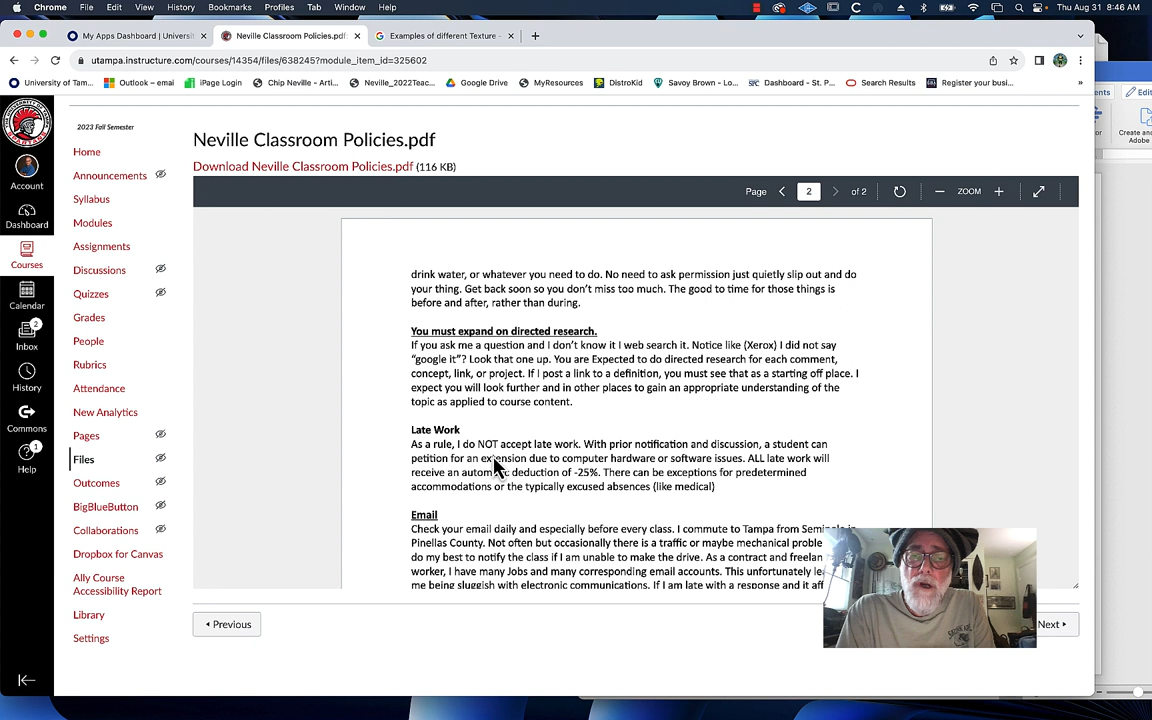 Chrome File Edit View History Bookmarks Profiles Tab Window Help Thu Aug 31 8:46 AM
My Apps Dashboard | Universit Neville Classroom Policies.pdf: Examples of different Texture –
utampa.instructure.com/courses/14354/files/638245?module_item_id=325602
University of Tam... Outlook – emai iPage Login Chip Neville - Arti... Neville_2022Teac... Google Drive MyResources DistroKid Savoy Brown - Lo... Dashboard - St. P... Search Results Register your busi... »
2023 Fall Semester
Home
Announcements
Syllabus
Modules
Assignments
Discussions
Quizzes
Grades
People
Rubrics
Attendance
New Analytics
Pages
Files
Outcomes
BigBlueButton
Collaborations
Dropbox for Canvas
Ally Course
Accessibility Report
Library
Settings
Account
Dashboard
Courses
Calendar
2
Inbox
History
Commons
1
Help
Neville Classroom Policies.pdf
Download Neville Classroom Policies.pdf (116 KB)
Page 2 of 2 ZOOM
drink water, or whatever you need to do. No need to ask permission just quietly slip out and do
your thing. Get back soon so you don't miss too much. The good to time for those things is
before and after, rather than during.
You must expand on directed research.
If you ask me a question and I don't know it I web search it. Notice like (Xerox) I did not say
"google it"? Look that one up. You are Expected to do directed research for each comment,
concept, link, or project. If I post a link to a definition, you must see that as a starting off place. I
expect you will look further and in other places to gain an appropriate understanding of the
topic as applied to course content.
Late Work
As a rule, I do NOT accept late work. With prior notification and discussion, a student can
petition for an extension due to computer hardware or software issues. ALL late work will
receive an automatic deduction of -25%. There can be exceptions for predetermined
accommodations or the typically excused absences (like medical)
Email
Check your email daily and especially before every class. I commute to Tampa from Seminole in
Pinellas County. Not often but occasionally there is a traffic or maybe mechanical proble
do my best to notify the class if I am unable to make the drive. As a contract and freelan
worker, I have many Jobs and many corresponding email accounts. This unfortunately le
me being sluggish with electronic communications. If I am late with a response and it aff
Previous
Next
Edit
Create and
Adobe